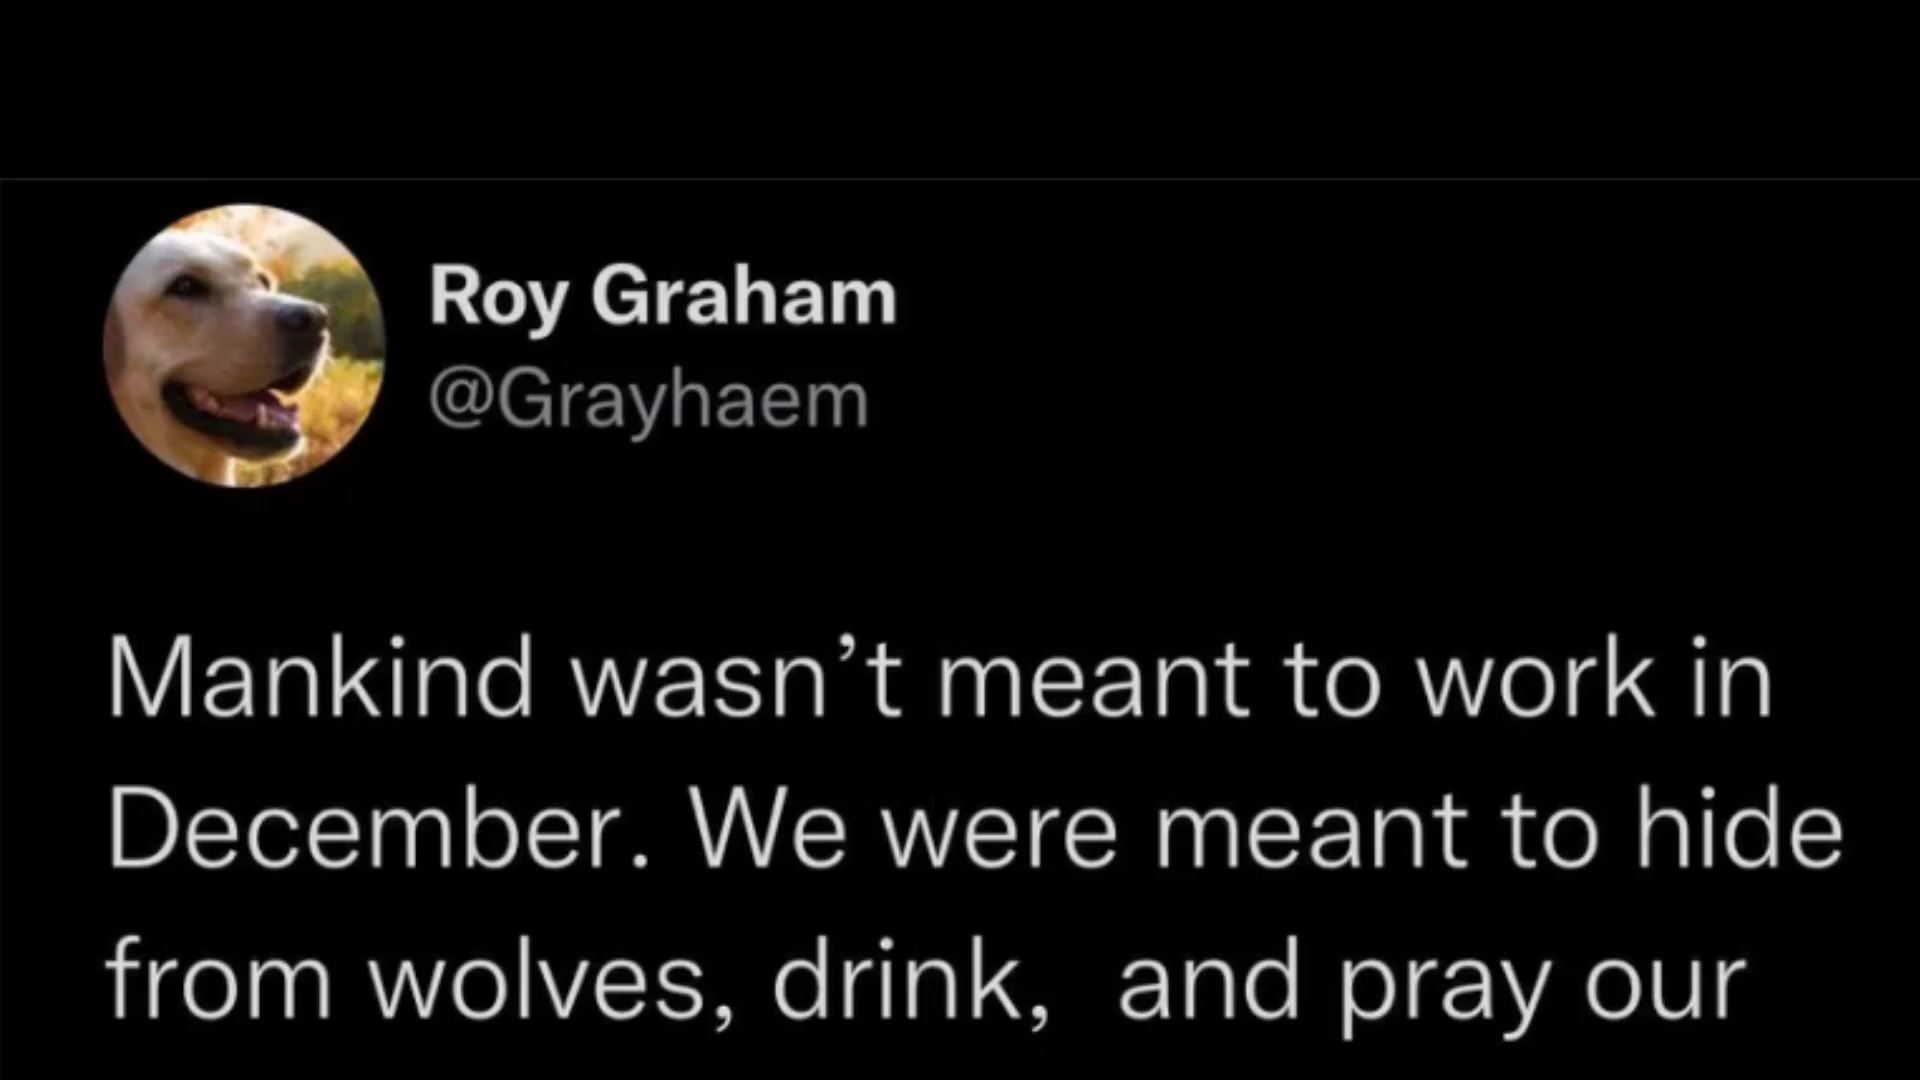 Roy Graham
@Grayhaem
Mankind wasn’t meant to work in
December. We were meant to hide
from wolves, drink,  and pray our